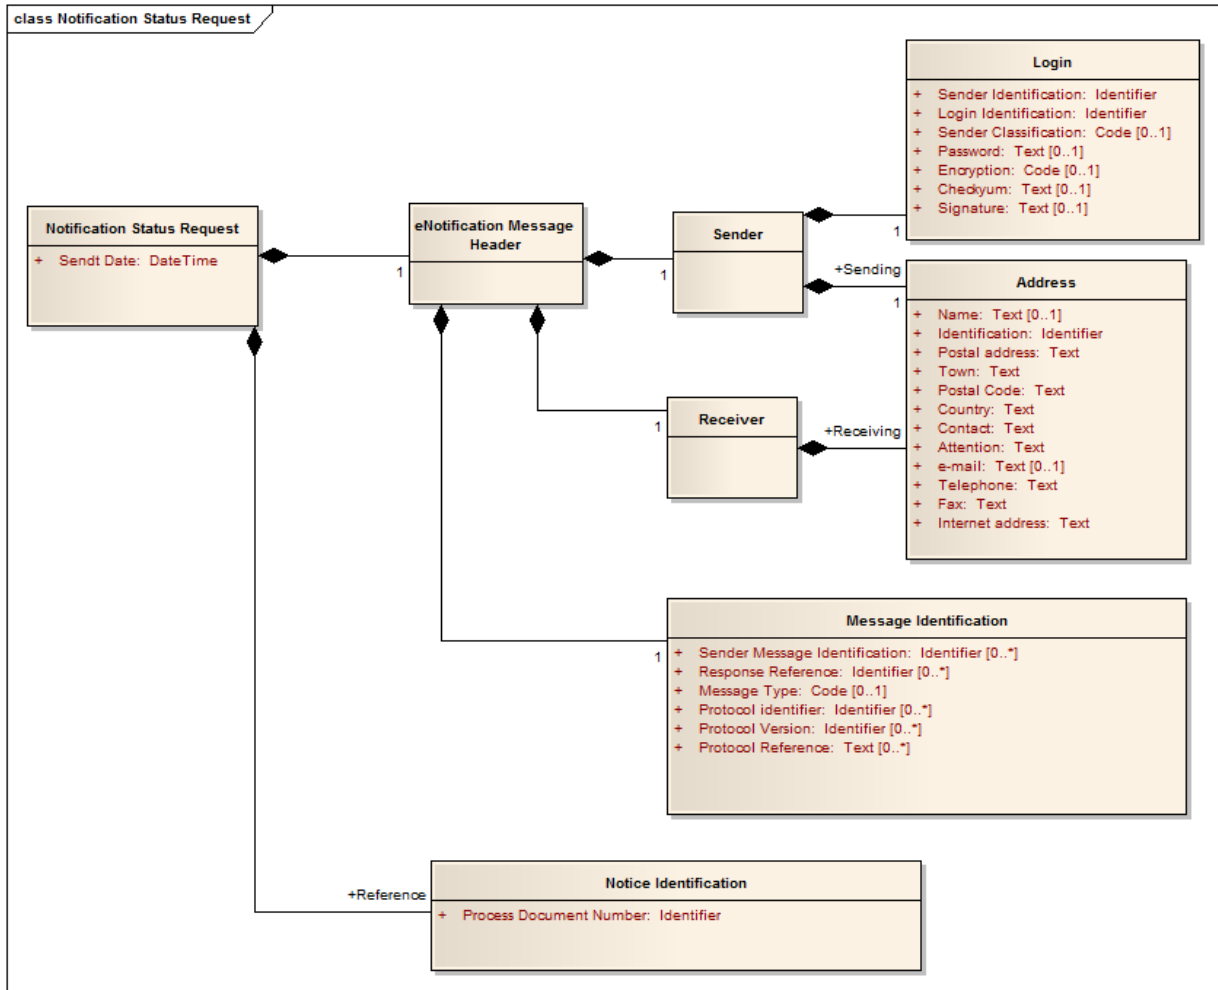 class Notification Status Request
Login
+ Sender Identification: Identifier
+ Login Identification: Identifier
+ Sender Classification: Code [0..1]
+ Password: Text [0..1]
+ Encryption: Code [0..1]
+ Checkyum: Text [0..1]
+ Signature: Text [0..1]
Notification Status Request
+ Sendt Date: DateTime
eNotification Message
Header
Sender
1
1
1
+Sending
1
Address
+ Name: Text [0..1]
+ Identification: Identifier
+ Postal address: Text
+ Town: Text
+ Postal Code: Text
+ Country: Text
+ Contact: Text
+ Attention: Text
+ e-mail: Text [0..1]
+ Telephone: Text
+ Fax: Text
+ Internet address: Text
Receiver
1
+Receiving
Message Identification
+ Sender Message Identification: Identifier [0..*]
+ Response Reference: Identifier [0..*]
+ Message Type: Code [0..1]
+ Protocol identifier: Identifier [0..*]
+ Protocol Version: Identifier [0..*]
+ Protocol Reference: Text [0..*]
1
+Reference
Notice Identification
+ Process Document Number: Identifier